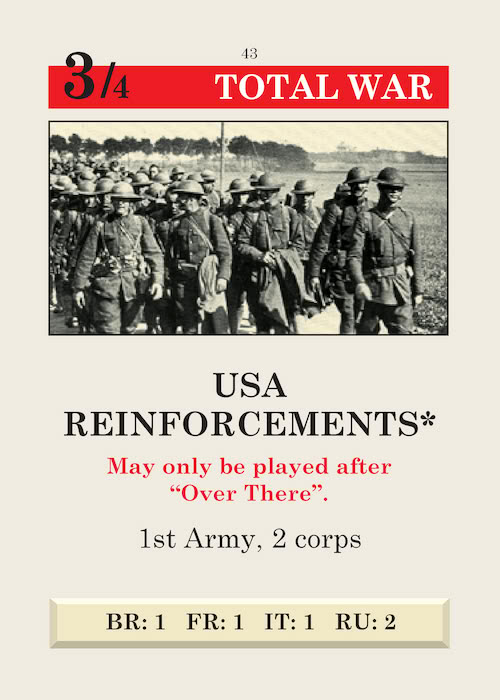 43
3/4 TOTAL WAR
USA
REINFORCEMENTS*
May only be played after
“Over There”.
1st Army, 2 corps
BR: 1 FR: 1 IT: 1 RU: 2